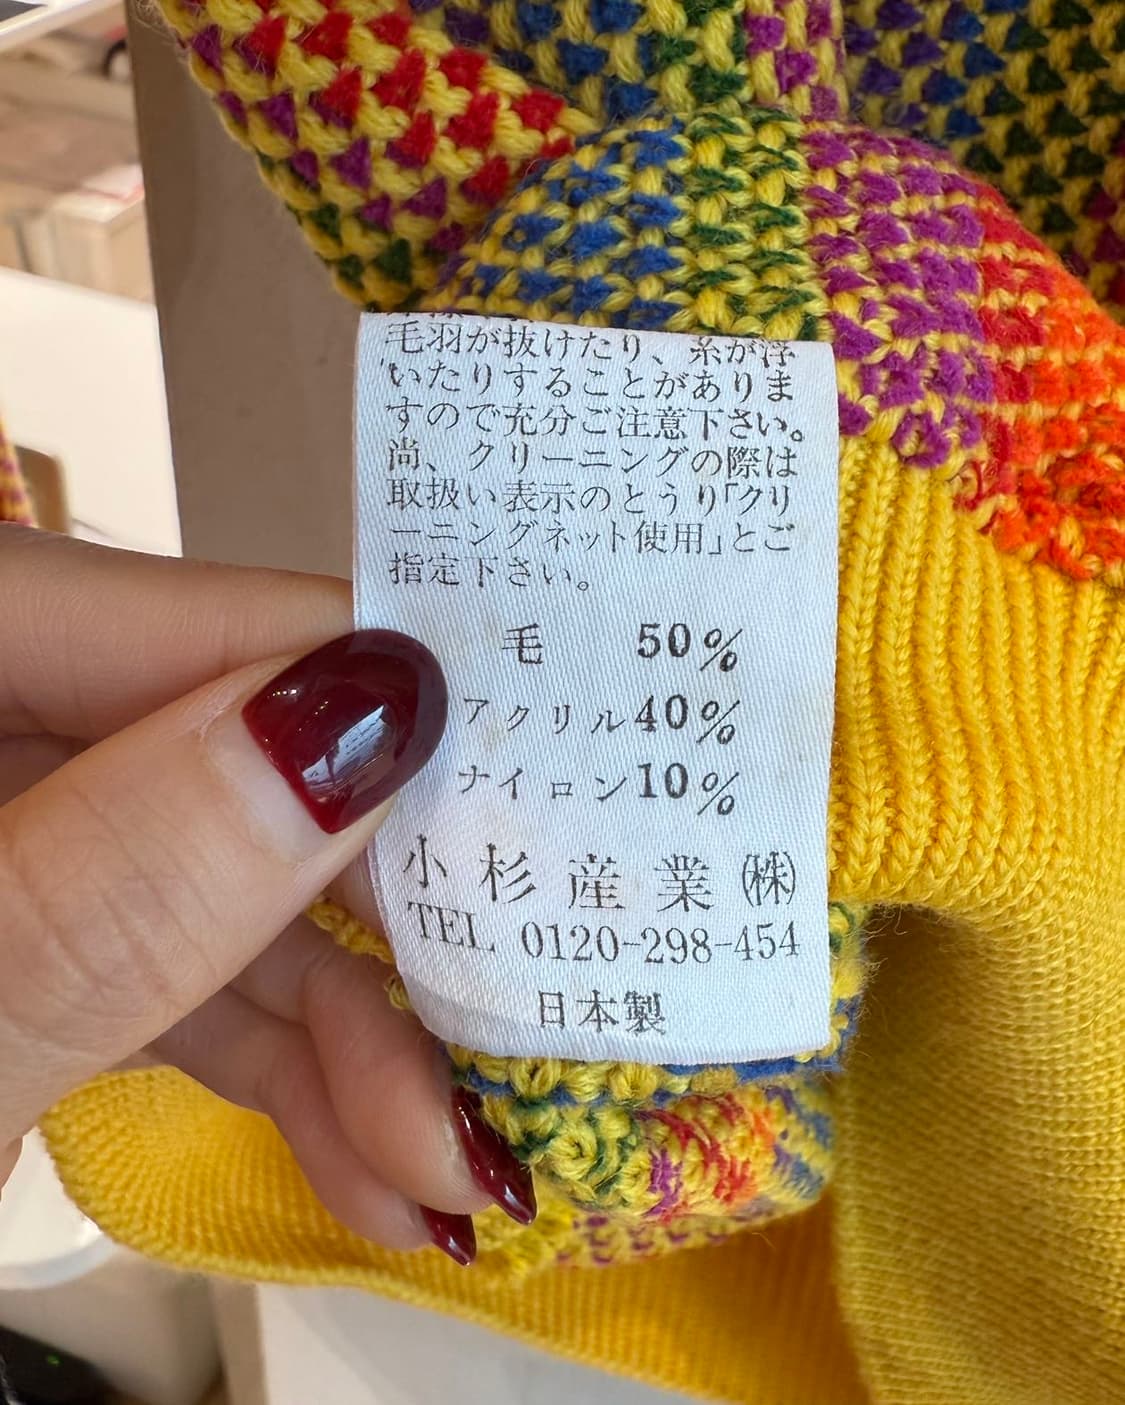 毛羽が抜けたり、糸が浮
いたりすることがありま
すので充分ご注意下さい。
尚、クリーニングの際は
取扱い表示のとうり「クリ
ーニングネット使用」とご
指定下さい。
毛 50%
アクリル 40%
ナイロン 10%
小杉産業㈱
TEL 0120-298-454
日本製